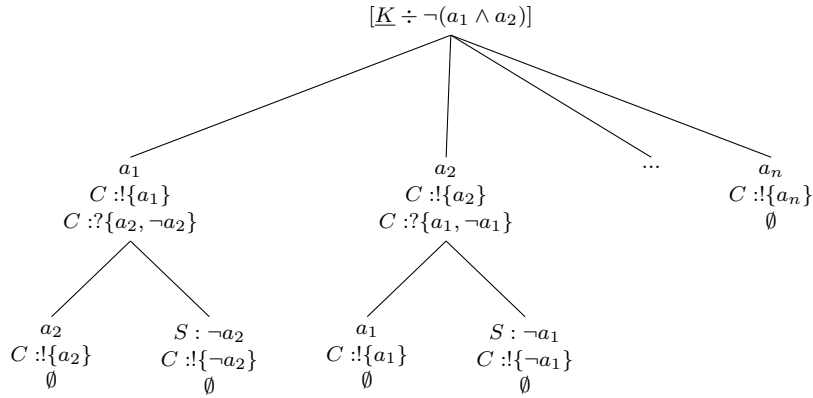 [K ÷ ¬(a₁ ∧ a₂)]
a₁ a₂ ... aₙ
C :!{a₁} C :!{a₂} C :!{aₙ}
C :?{a₂, ¬a₂} C :?{a₁, ¬a₁} ∅
a₂ S : ¬a₂ a₁ S : ¬a₁
C :!{a₂} C :!{¬a₂} C :!{a₁} C :!{¬a₁}
∅ ∅ ∅ ∅